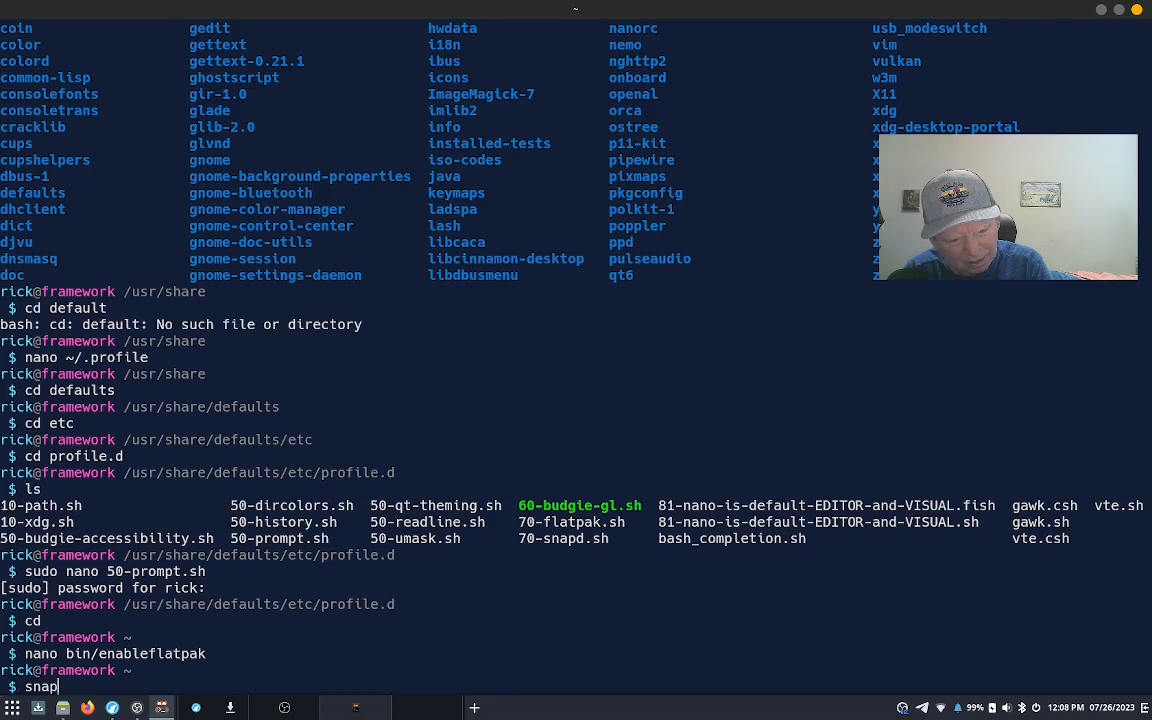 ~
coin gedit hwdata nanorc usb_modeswitch
color gettext i18n nemo vim
colord gettext-0.21.1 ibus nghttp2 vulkan
common-lisp ghostscript icons onboard w3m
consolefonts gir-1.0 ImageMagick-7 openal X11
consoletrans glade imlib2 orca xdg
cracklib glib-2.0 info ostree xdg-desktop-portal
cups glvnd installed-tests p11-kit x
cupshelpers gnome iso-codes pipewire x
dbus-1 gnome-background-properties java pixmaps x
defaults gnome-bluetooth keymaps pkgconfig x
dhclient gnome-color-manager ladspa polkit-1 y
dict gnome-control-center lash poppler y
djvu gnome-doc-utils libcaca ppd z
dnsmasq gnome-session libcinnamon-desktop pulseaudio z
doc gnome-settings-daemon libdbusmenu qt6 z
rick@framework /usr/share
$ cd default
bash: cd: default: No such file or directory
rick@framework /usr/share
$ nano ~/.profile
rick@framework /usr/share
$ cd defaults
rick@framework /usr/share/defaults
$ cd etc
rick@framework /usr/share/defaults/etc
$ cd profile.d
rick@framework /usr/share/defaults/etc/profile.d
$ ls
10-path.sh 50-dircolors.sh 50-qt-theming.sh 60-budgie-gl.sh 81-nano-is-default-EDITOR-and-VISUAL.fish gawk.csh vte.sh
10-xdg.sh 50-history.sh 50-readline.sh 70-flatpak.sh 81-nano-is-default-EDITOR-and-VISUAL.sh gawk.sh
50-budgie-accessibility.sh 50-prompt.sh 50-umask.sh 70-snapd.sh bash_completion.sh vte.csh
rick@framework /usr/share/defaults/etc/profile.d
$ sudo nano 50-prompt.sh
[sudo] password for rick:
rick@framework /usr/share/defaults/etc/profile.d
$ cd
rick@framework ~
$ nano bin/enableflatpak
rick@framework ~
$ snap
99% 12:08 PM 07/26/2023